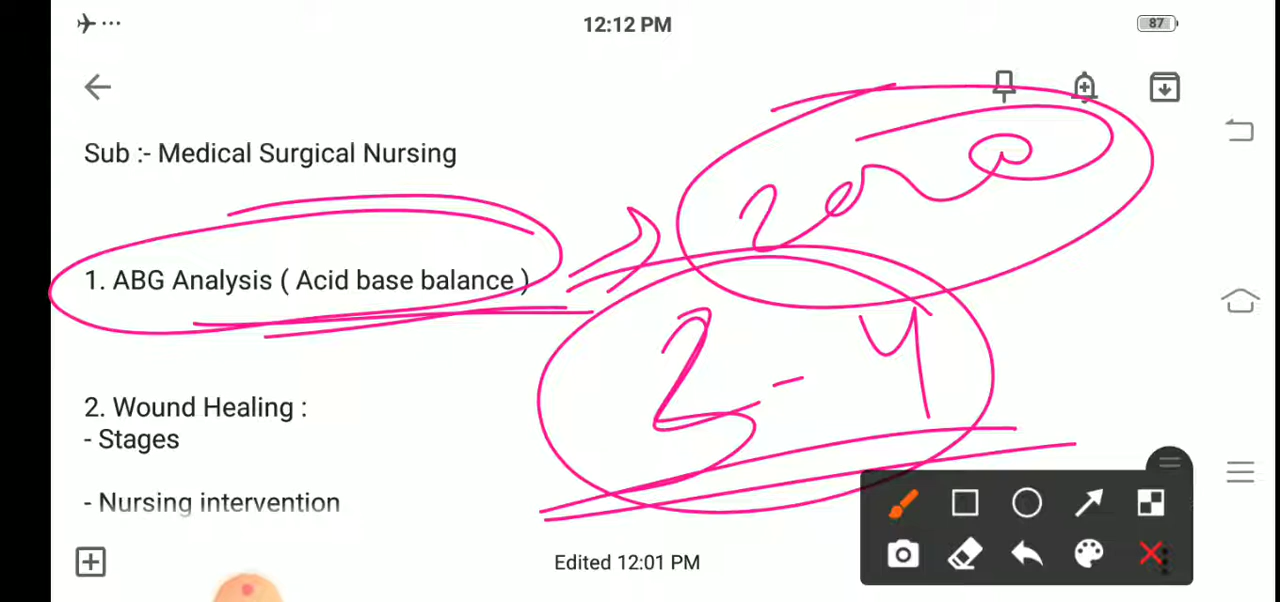 12:12 PM
87
Sub :- Medical Surgical Nursing
zero
1. ABG Analysis ( Acid base balance )
3 - 4
2. Wound Healing :
- Stages
- Nursing intervention
Edited 12:01 PM